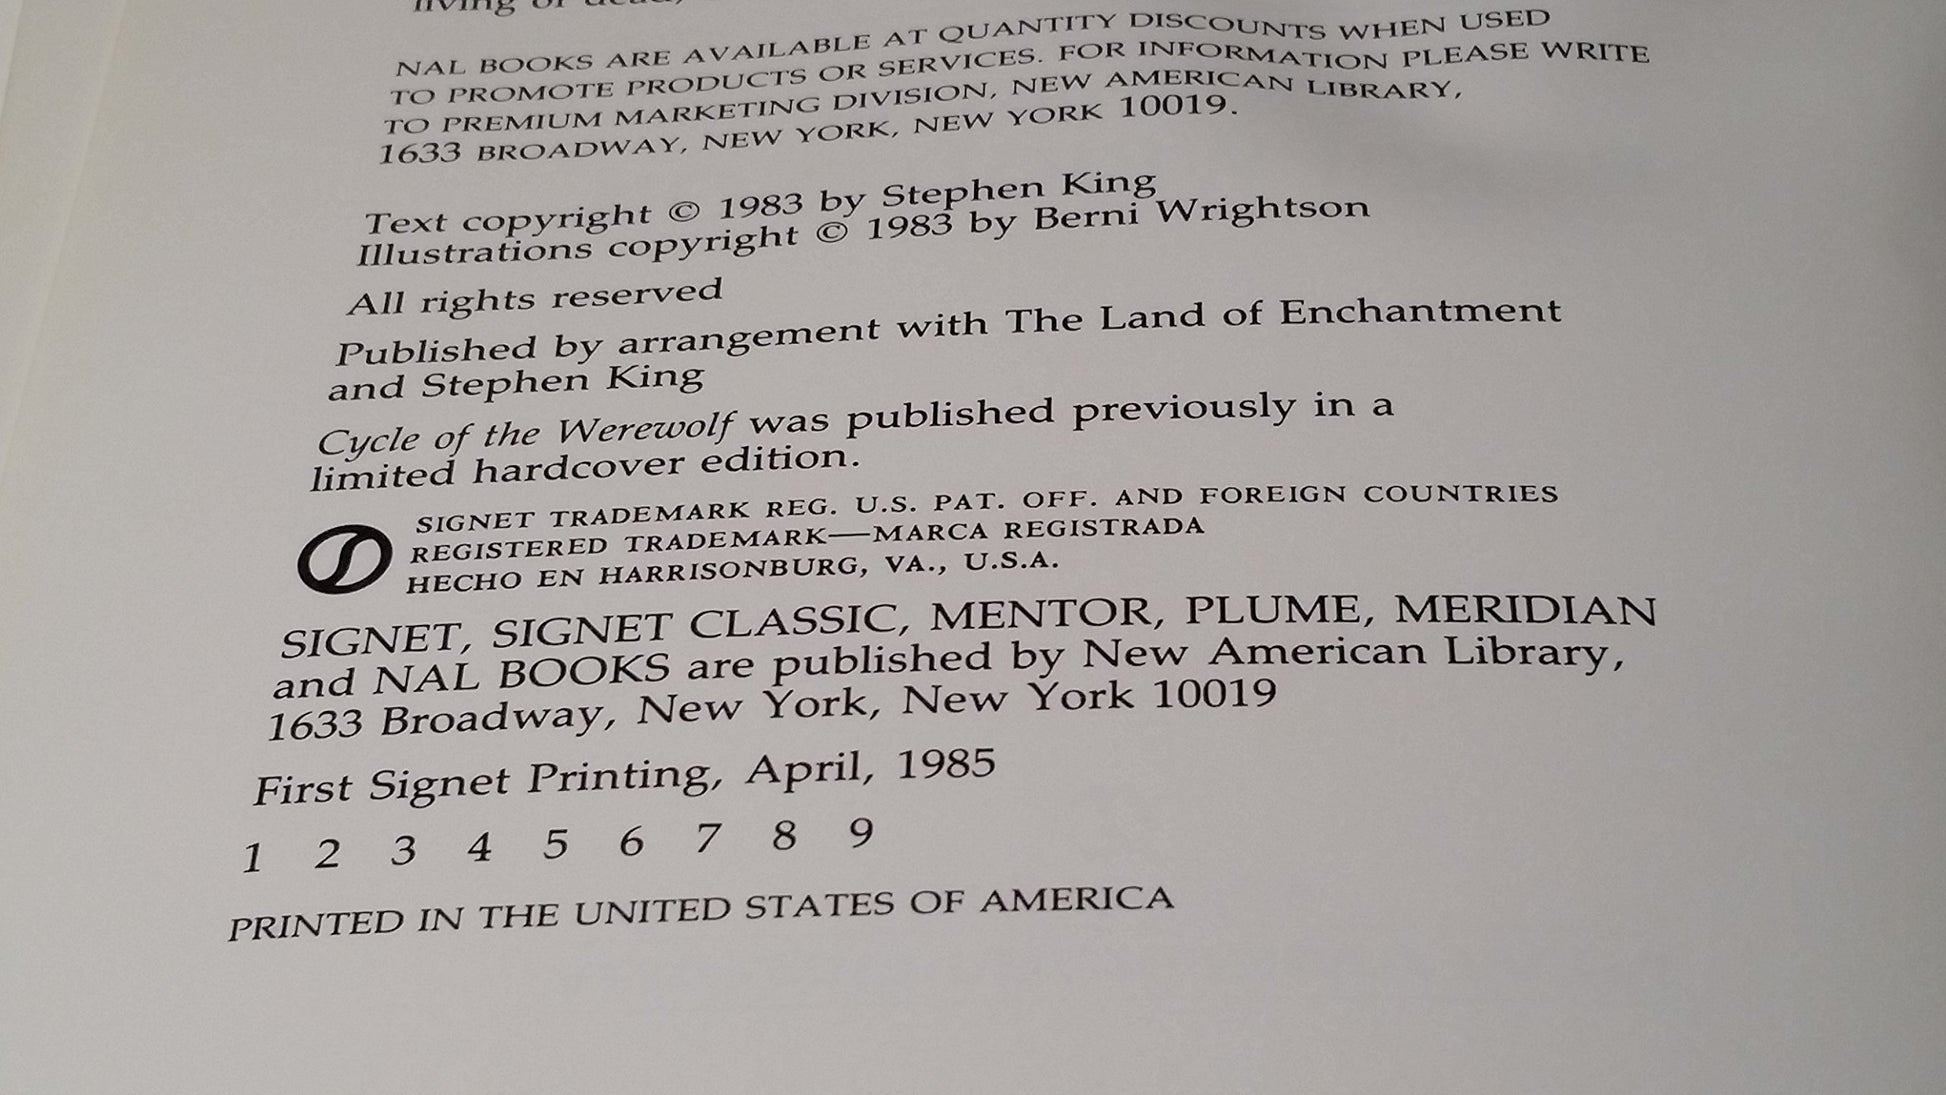 living or dead,
NAL BOOKS ARE AVAILABLE AT QUANTITY DISCOUNTS WHEN USED
TO PROMOTE PRODUCTS OR SERVICES. FOR INFORMATION PLEASE WRITE
TO PREMIUM MARKETING DIVISION, NEW AMERICAN LIBRARY,
1633 BROADWAY, NEW YORK, NEW YORK 10019.
Text copyright © 1983 by Stephen King
Illustrations copyright © 1983 by Berni Wrightson
All rights reserved
Published by arrangement with The Land of Enchantment
and Stephen King
Cycle of the Werewolf was published previously in a
limited hardcover edition.
SIGNET TRADEMARK REG. U.S. PAT. OFF. AND FOREIGN COUNTRIES
REGISTERED TRADEMARK—MARCA REGISTRADA
HECHO EN HARRISONBURG, VA., U.S.A.
SIGNET, SIGNET CLASSIC, MENTOR, PLUME, MERIDIAN
and NAL BOOKS are published by New American Library,
1633 Broadway, New York, New York 10019
First Signet Printing, April, 1985
1 2 3 4 5 6 7 8 9
PRINTED IN THE UNITED STATES OF AMERICA